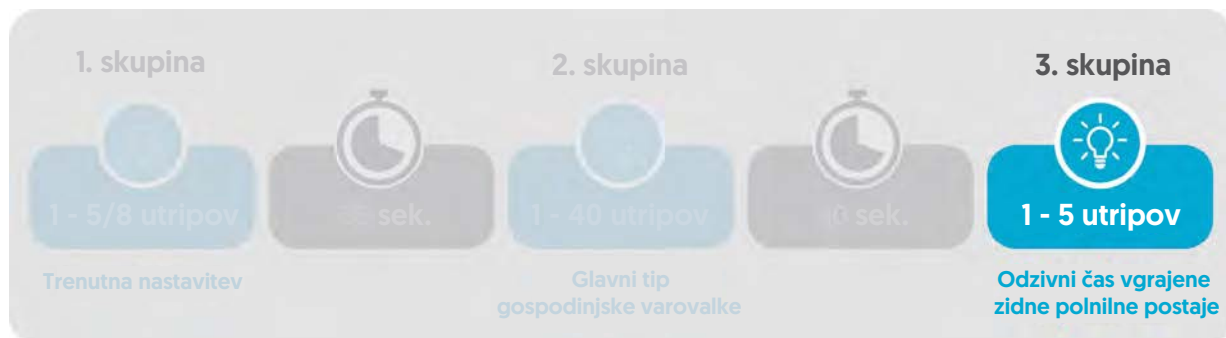 1. skupina
2. skupina
3. skupina
1 - 5/8 utripov
sek.
1 - 40 utripov
sek.
1 - 5 utripov
Trenutna nastavitev
Glavni tip
gospodinjske varovalke
Odzivni čas vgrajene
zidne polnilne postaje